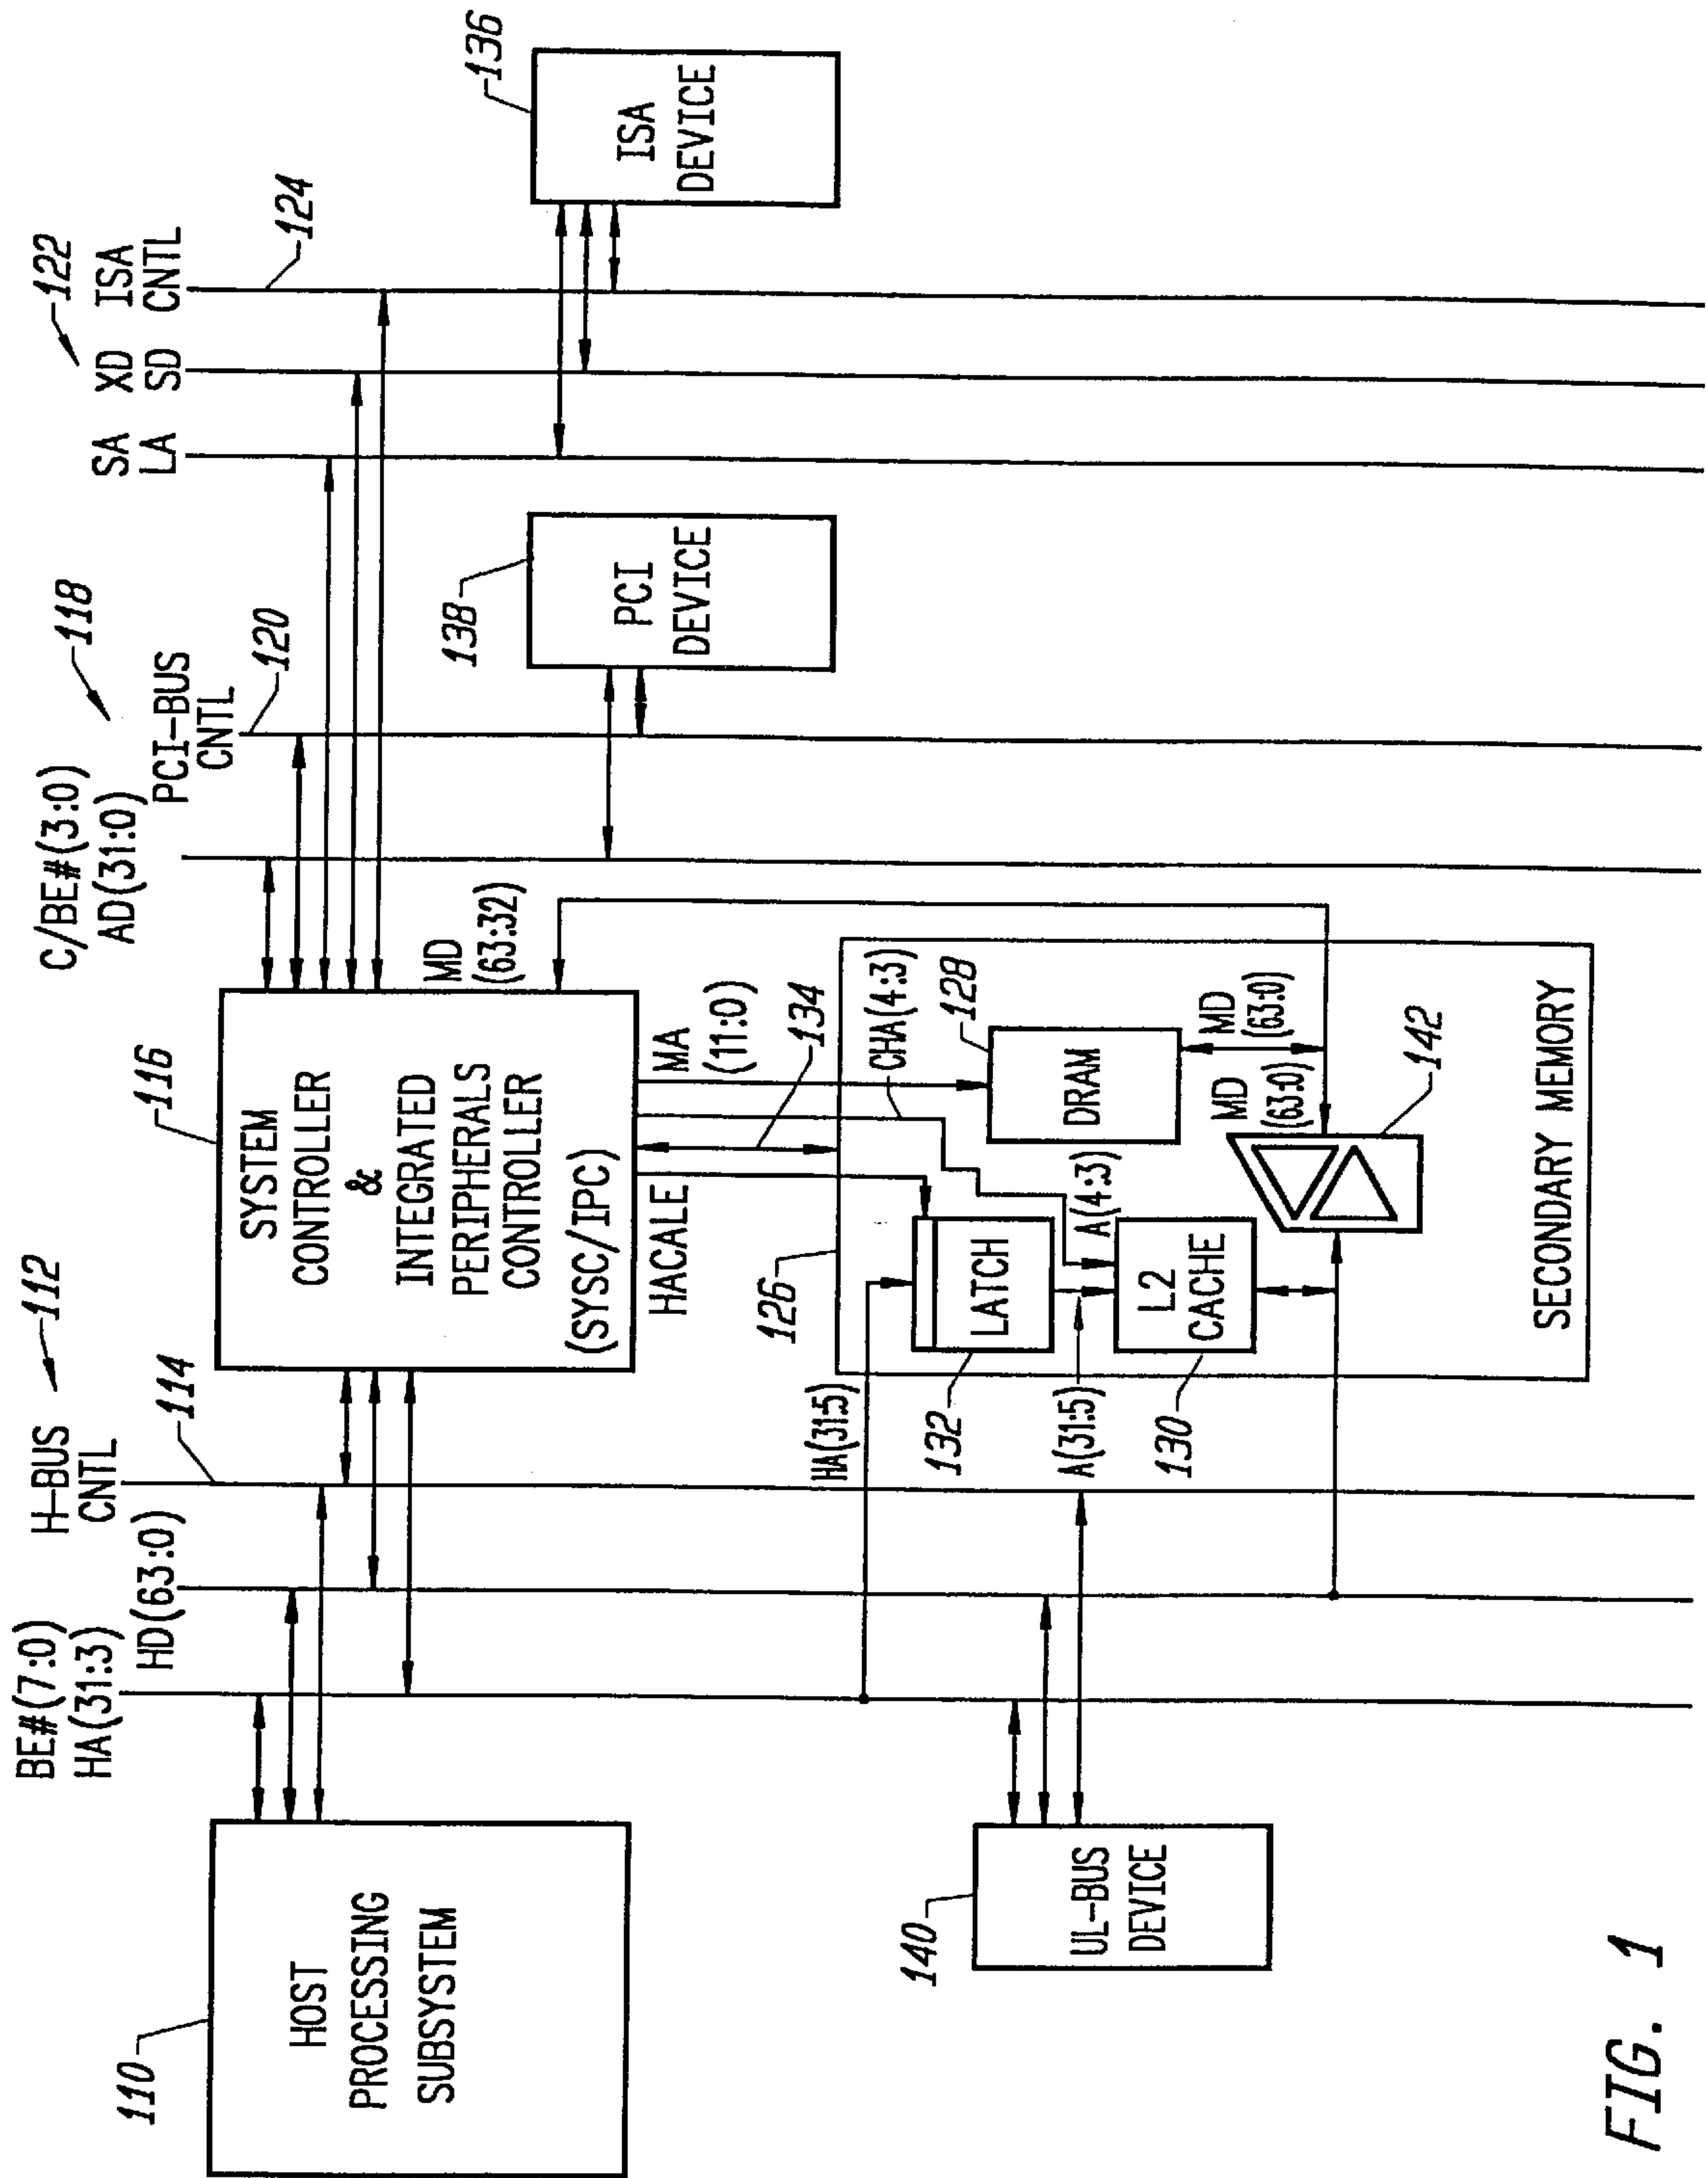 BE#(7:0)
HA(31:3)
HD(63:0)
H-BUS
CNTL
112
114
C/BE#(3:0)
AD(31:0)
PCI-BUS
CNTL
118
120
SA
LA
XD
SD
ISA
CNTL
122
124
110
HOST
PROCESSING
SUBSYSTEM
116
SYSTEM
CONTROLLER
&
INTEGRATED
PERIPHERALS
CONTROLLER
(SYSC/IPC)
MD
(63:32)
138
PCI
DEVICE
136
ISA
DEVICE
HACALE
MA
(11:0)
134
126
CHA(4:3)
128
HA(31:5)
LATCH
132
DRAM
A(4:3)
A(31:5)
L2
CACHE
130
MD
(63:0)
MD
(63:0)
142
SECONDARY MEMORY
140
UL-BUS
DEVICE
FIG. 1